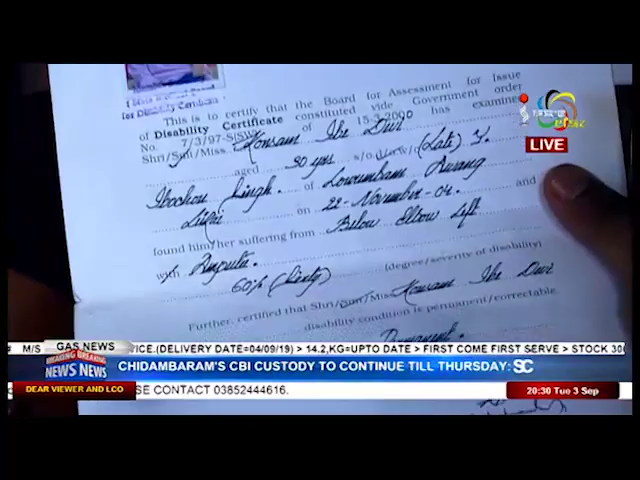 for Disability Certificate
This is to certify that the Board for Assessment for Issue
of Disability Certificate constituted vide Government order
No. 7/3/97-S(SW) of 15-3-2000 has examined
Shri/Smt/Miss. Konsam Ibe Devi
aged 30 yrs s/o/w/o (Late) Y.
Ibochou Singh. of Lourumbam Awang
on 22-November-04. and
found him/her suffering from Below Elbow Left
with Amputa.
60% (Sixty) (degree/severity of disability)
Further, certified that Shri/Smt/Miss Konsam Ibe Devi
disability condition is permanent/correctable
Permanent.
LIVE
GAS NEWS
# M/S VICE.(DELIVERY DATE=04/09/19) > 14.2,KG=UPTO DATE > FIRST COME FIRST SERVE > STOCK 30
BREAKING BREAKING
NEWS NEWS
CHIDAMBARAM'S CBI CUSTODY TO CONTINUE TILL THURSDAY: SC
DEAR VIEWER AND LCO
SE CONTACT 03852444616.
20:30 Tue 3 Sep